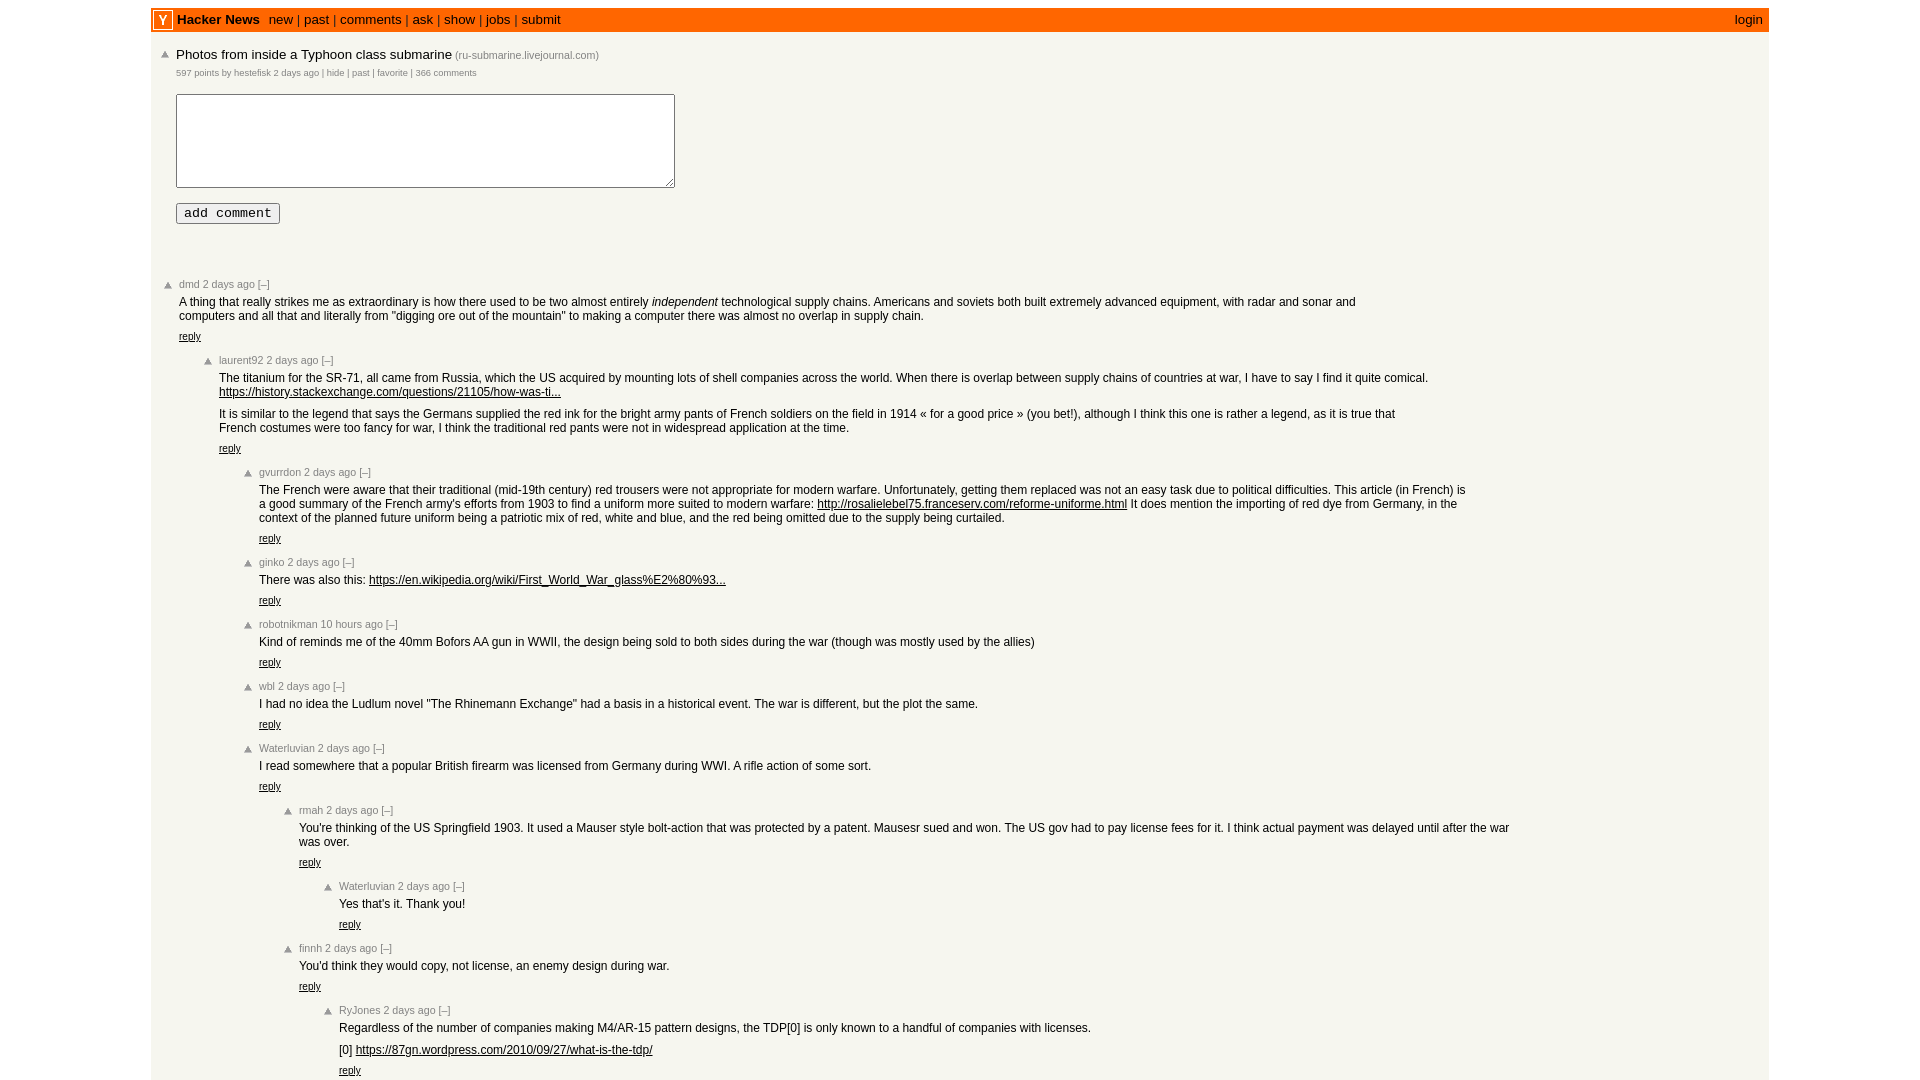 Y Hacker News new | past | comments | ask | show | jobs | submit login
Photos from inside a Typhoon class submarine (ru-submarine.livejournal.com)
597 points by hestefisk 2 days ago | hide | past | favorite | 366 comments
add comment
dmd 2 days ago [–]
A thing that really strikes me as extraordinary is how there used to be two almost entirely independent technological supply chains. Americans and soviets both built extremely advanced equipment, with radar and sonar and
computers and all that and literally from "digging ore out of the mountain" to making a computer there was almost no overlap in supply chain.
reply
laurent92 2 days ago [–]
The titanium for the SR-71, all came from Russia, which the US acquired by mounting lots of shell companies across the world. When there is overlap between supply chains of countries at war, I have to say I find it quite comical.
https://history.stackexchange.com/questions/21105/how-was-ti...
It is similar to the legend that says the Germans supplied the red ink for the bright army pants of French soldiers on the field in 1914 « for a good price » (you bet!), although I think this one is rather a legend, as it is true that
French costumes were too fancy for war, I think the traditional red pants were not in widespread application at the time.
reply
gvurrdon 2 days ago [–]
The French were aware that their traditional (mid-19th century) red trousers were not appropriate for modern warfare. Unfortunately, getting them replaced was not an easy task due to political difficulties. This article (in French) is
a good summary of the French army's efforts from 1903 to find a uniform more suited to modern warfare: http://rosalielebel75.franceserv.com/reforme-uniforme.html It does mention the importing of red dye from Germany, in the
context of the planned future uniform being a patriotic mix of red, white and blue, and the red being omitted due to the supply being curtailed.
reply
ginko 2 days ago [–]
There was also this: https://en.wikipedia.org/wiki/First_World_War_glass%E2%80%93...
reply
robotnikman 10 hours ago [–]
Kind of reminds me of the 40mm Bofors AA gun in WWII, the design being sold to both sides during the war (though was mostly used by the allies)
reply
wbl 2 days ago [–]
I had no idea the Ludlum novel "The Rhinemann Exchange" had a basis in a historical event. The war is different, but the plot the same.
reply
Waterluvian 2 days ago [–]
I read somewhere that a popular British firearm was licensed from Germany during WWI. A rifle action of some sort.
reply
rmah 2 days ago [–]
You're thinking of the US Springfield 1903. It used a Mauser style bolt-action that was protected by a patent. Mausesr sued and won. The US gov had to pay license fees for it. I think actual payment was delayed until after the war
was over.
reply
Waterluvian 2 days ago [–]
Yes that's it. Thank you!
reply
finnh 2 days ago [–]
You'd think they would copy, not license, an enemy design during war.
reply
RyJones 2 days ago [–]
Regardless of the number of companies making M4/AR-15 pattern designs, the TDP[0] is only known to a handful of companies with licenses.
[0] https://87gn.wordpress.com/2010/09/27/what-is-the-tdp/
reply